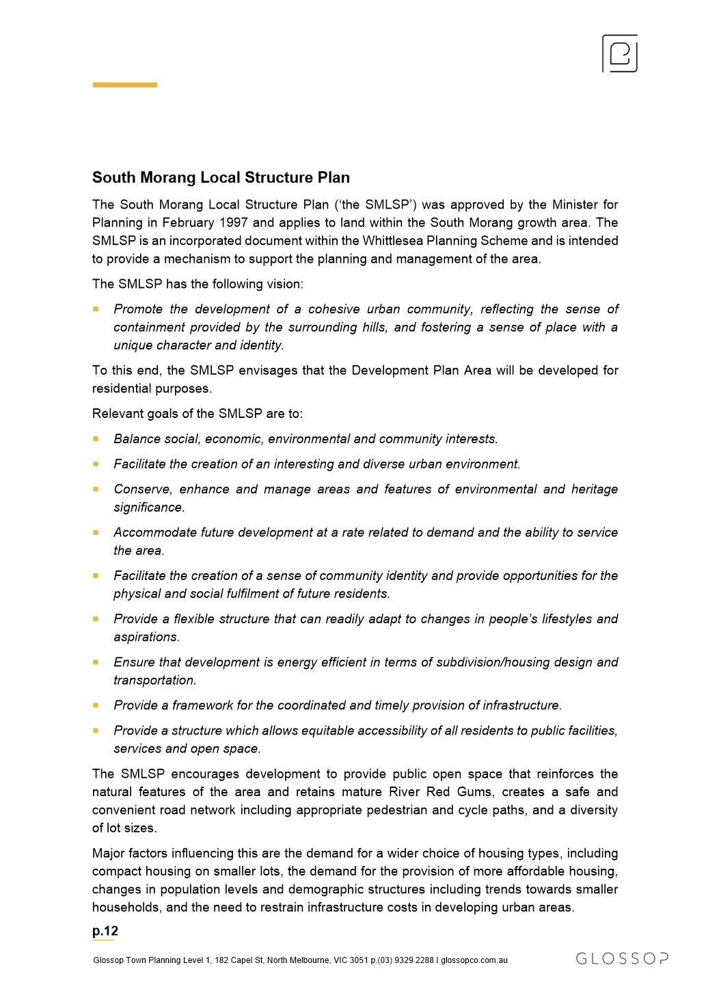 South Morang Local Structure Plan
The South Morang Local Structure Plan (‘the SMLSP’) was approved by the Minister for
Planning in February 1997 and applies to land within the South Morang growth area. The
SMLSP is an incorporated document within the Whittlesea Planning Scheme and is intended
to provide a mechanism to support the planning and management of the area.
The SMLSP has the following vision:
▪ Promote the development of a cohesive urban community, reflecting the sense of
containment provided by the surrounding hills, and fostering a sense of place with a
unique character and identity.
To this end, the SMLSP envisages that the Development Plan Area will be developed for
residential purposes.
Relevant goals of the SMLSP are to:
▪ Balance social, economic, environmental and community interests.
▪ Facilitate the creation of an interesting and diverse urban environment.
▪ Conserve, enhance and manage areas and features of environmental and heritage
significance.
▪ Accommodate future development at a rate related to demand and the ability to service
the area.
▪ Facilitate the creation of a sense of community identity and provide opportunities for the
physical and social fulfilment of future residents.
▪ Provide a flexible structure that can readily adapt to changes in people’s lifestyles and
aspirations.
▪ Ensure that development is energy efficient in terms of subdivision/housing design and
transportation.
▪ Provide a framework for the coordinated and timely provision of infrastructure.
▪ Provide a structure which allows equitable accessibility of all residents to public facilities,
services and open space.
The SMLSP encourages development to provide public open space that reinforces the
natural features of the area and retains mature River Red Gums, creates a safe and
convenient road network including appropriate pedestrian and cycle paths, and a diversity
of lot sizes.
Major factors influencing this are the demand for a wider choice of housing types, including
compact housing on smaller lots, the demand for the provision of more affordable housing,
changes in population levels and demographic structures including trends towards smaller
households, and the need to restrain infrastructure costs in developing urban areas.
p.12
Glossop Town Planning Level 1, 182 Capel St, North Melbourne, VIC 3051 p.(03) 9329 2288 I glossopco.com.au
GLOSSOP